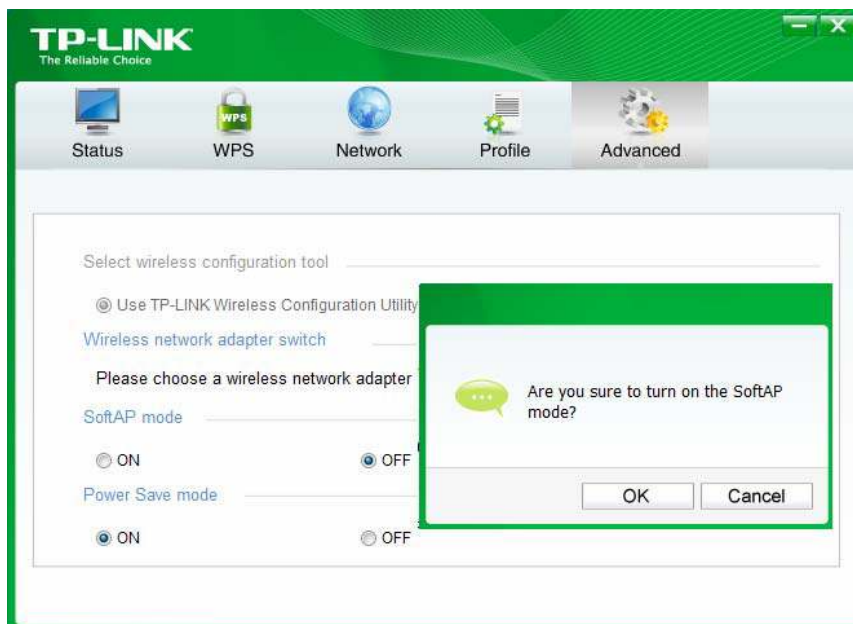 TP-LINK
The Reliable Choice
Status
WPS
WPS
Network
Profile
Advanced
Select wireless configuration tool
Use TP-LINK Wireless Configuration Utility
Wireless network adapter switch
Please choose a wireless network adapter
SoftAP mode
ON
OFF
Power Save mode
ON
OFF
Are you sure to turn on the SoftAP
mode?
OK
Cancel